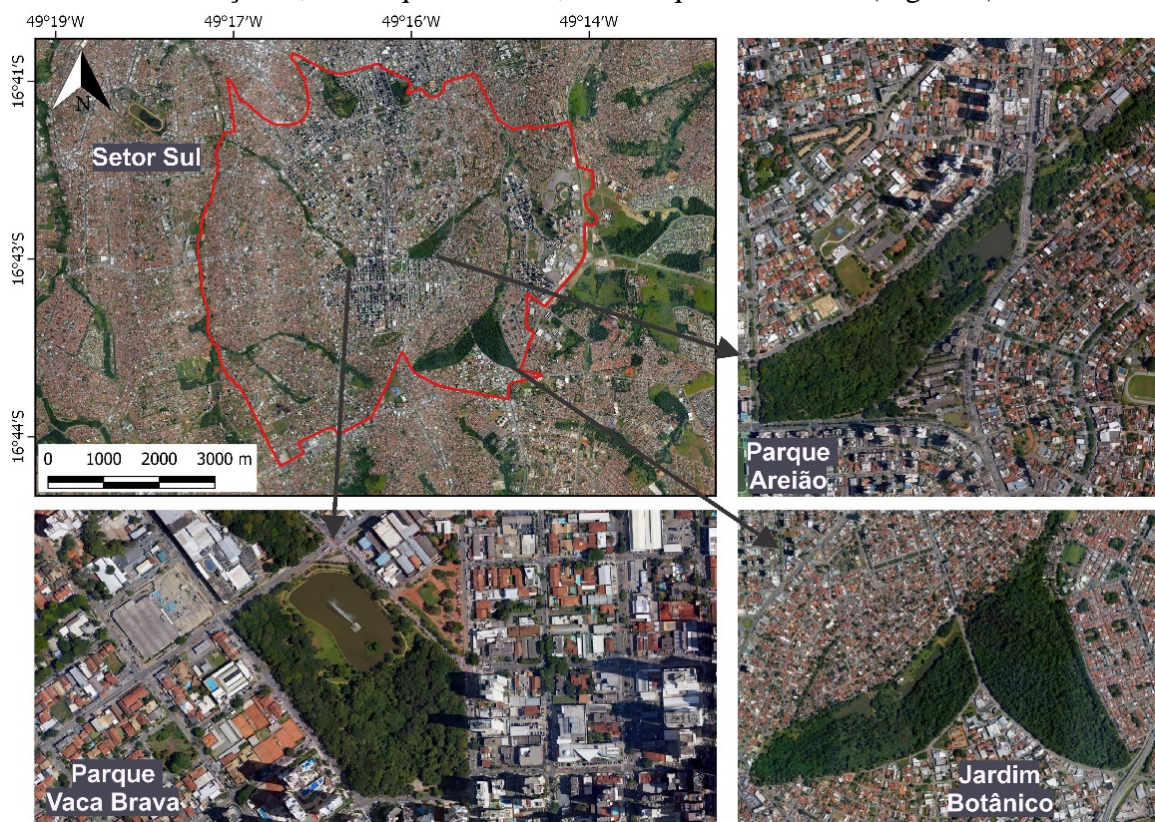 49°19'W 49°17'W 49°16'W 49°14'W
16°41'S
16°43'S
16°44'S
N
Setor Sul
0 1000 2000 3000 m
Parque
Areião
Parque
Vaca Brava
Jardim
Botânico